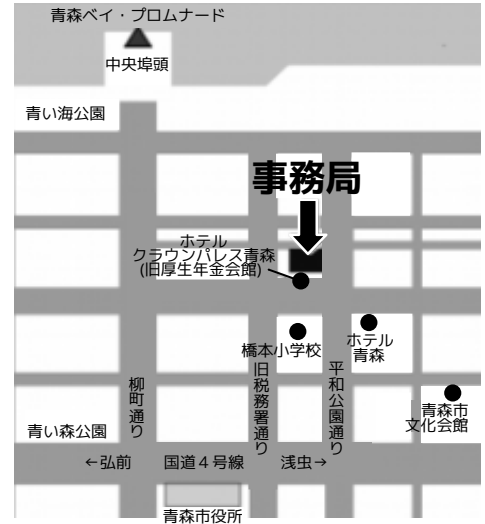 青森ベイ・プロムナード
中央埠頭
青い海公園
事務局
ホテル
クラウンパレス青森
(旧厚生年金会館)
橋本小学校
ホテル
青森
柳町通り
旧税務署通り
平和公園通り
青森市
文化会館
青い森公園
←弘前
国道４号線
浅虫→
青森市役所